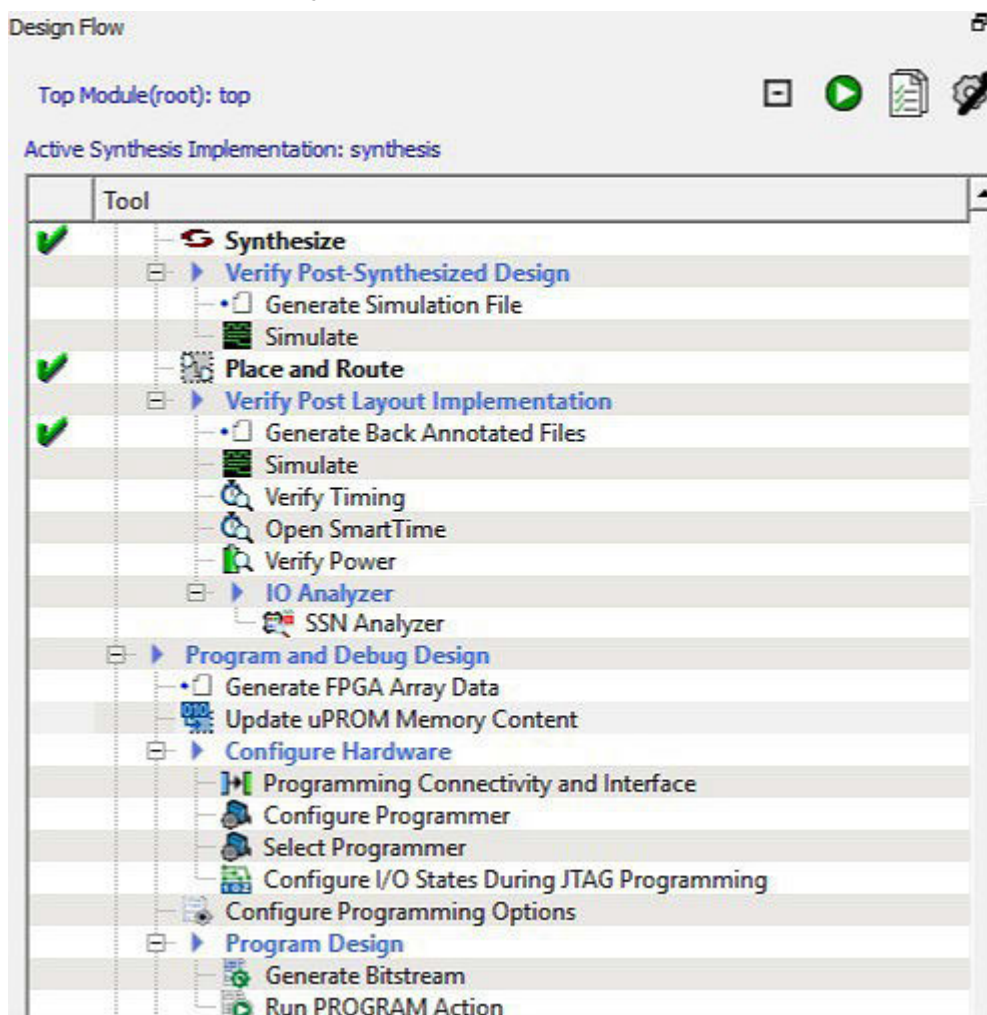 Design Flow
Top Module(root): top
Active Synthesis Implementation: synthesis
Tool
Synthesize
Verify Post-Synthesized Design
Generate Simulation File
Simulate
Place and Route
Verify Post Layout Implementation
Generate Back Annotated Files
Simulate
Verify Timing
Open SmartTime
Verify Power
IO Analyzer
SSN Analyzer
Program and Debug Design
Generate FPGA Array Data
Update uPROM Memory Content
Configure Hardware
Programming Connectivity and Interface
Configure Programmer
Select Programmer
Configure I/O States During JTAG Programming
Configure Programming Options
Program Design
Generate Bitstream
Run PROGRAM Action